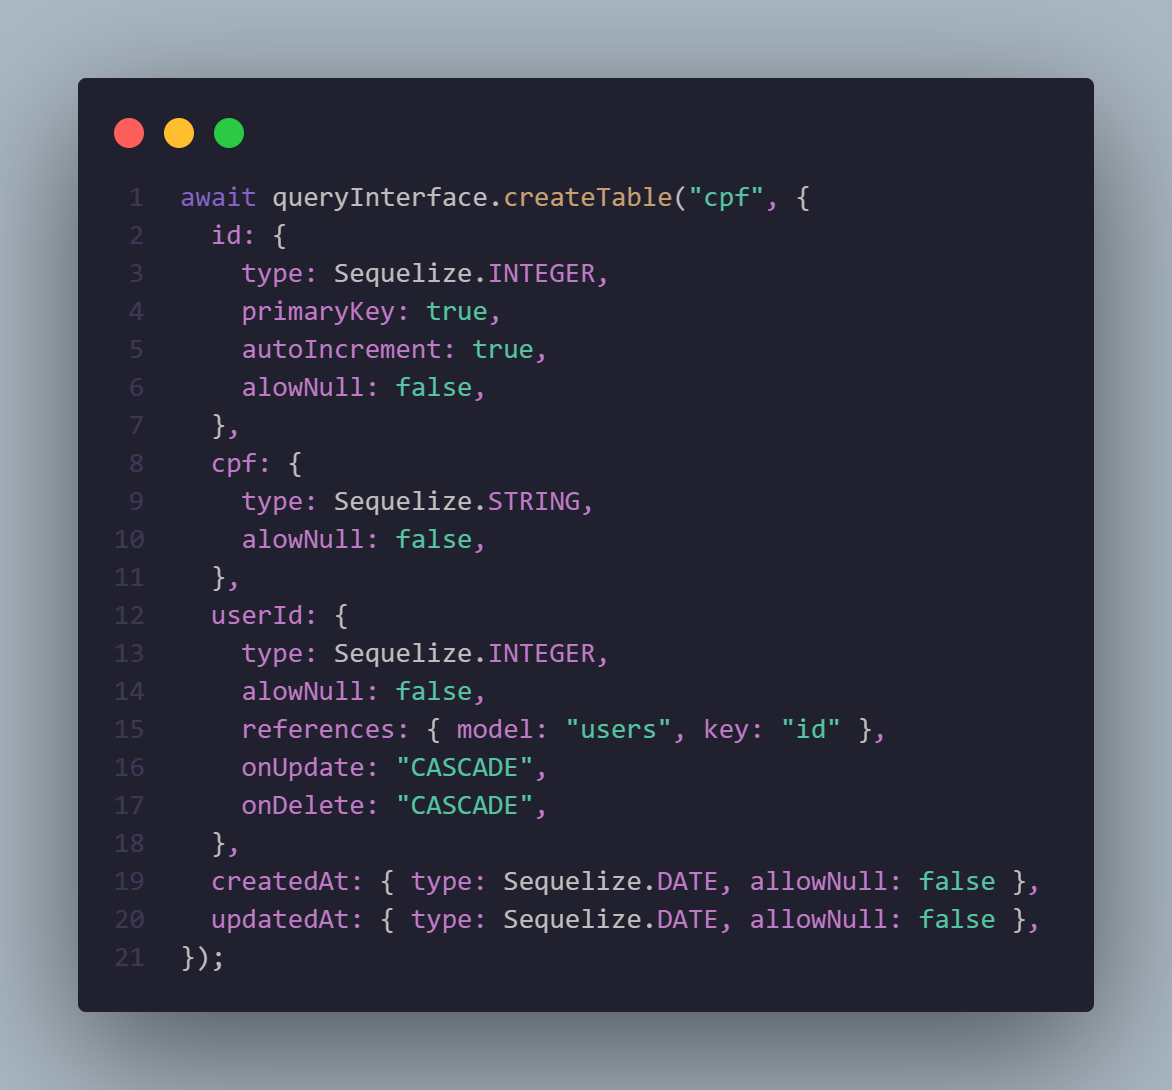 1 await queryInterface.createTable("cpf", {
2   id: {
3     type: Sequelize.INTEGER,
4     primaryKey: true,
5     autoIncrement: true,
6     alowNull: false,
7   },
8   cpf: {
9     type: Sequelize.STRING,
10     alowNull: false,
11   },
12   userId: {
13     type: Sequelize.INTEGER,
14     alowNull: false,
15     references: { model: "users", key: "id" },
16     onUpdate: "CASCADE",
17     onDelete: "CASCADE",
18   },
19   createdAt: { type: Sequelize.DATE, allowNull: false },
20   updatedAt: { type: Sequelize.DATE, allowNull: false },
21 });